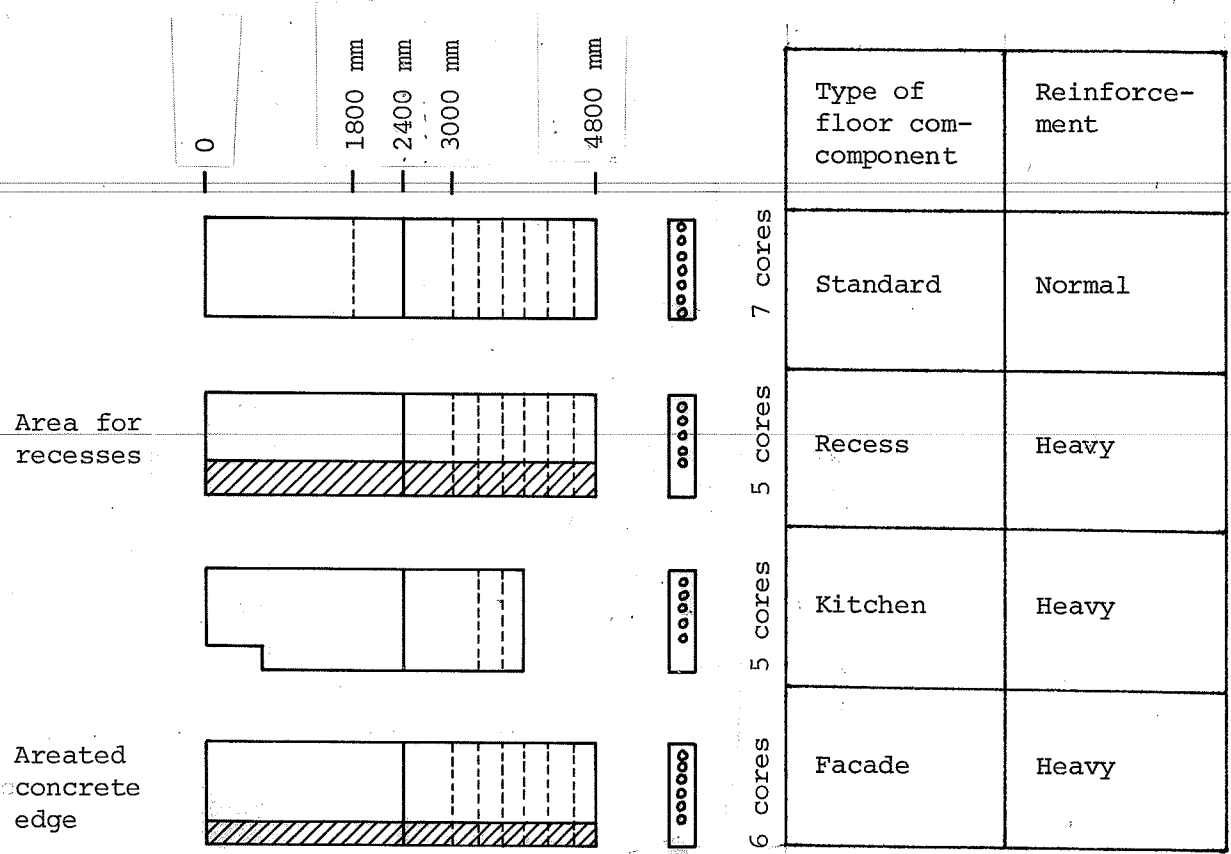 0
1800 mm
2400 mm
3000 mm
4800 mm
Type of
floor com-
component
Reinforce-
ment
7 cores
Standard
Normal
Area for
recesses
5 cores
Recess
Heavy
5 cores
Kitchen
Heavy
Areated
concrete
edge
6 cores
Facade
Heavy